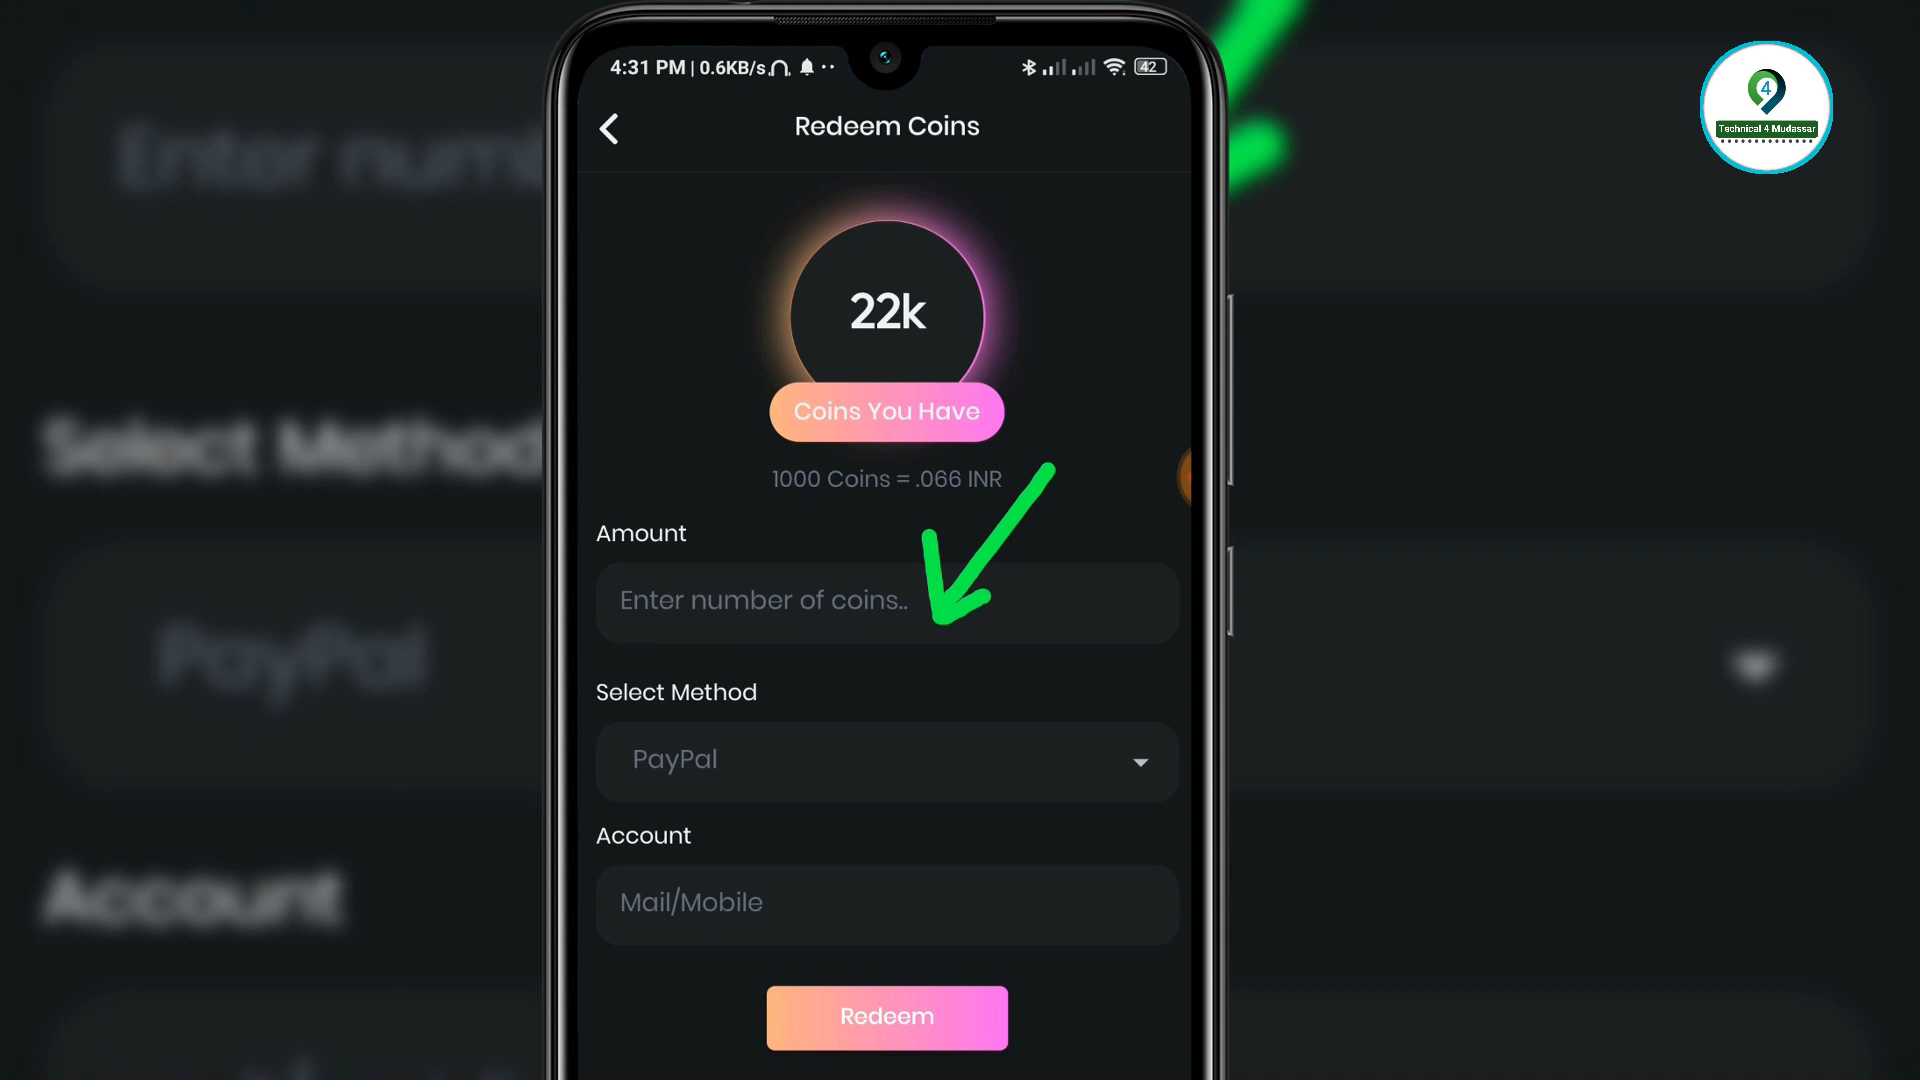 Enter num
4:31 PM | 0.6KB/s
42
4
Technical 4 Mudassar
Redeem Coins
22k
Coins You Have
1000 Coins = .066 INR
Amount
Enter number of coins..
Select Method
Select Method
PayPal
PayPal
Account
Account
Mail/Mobile
Redeem